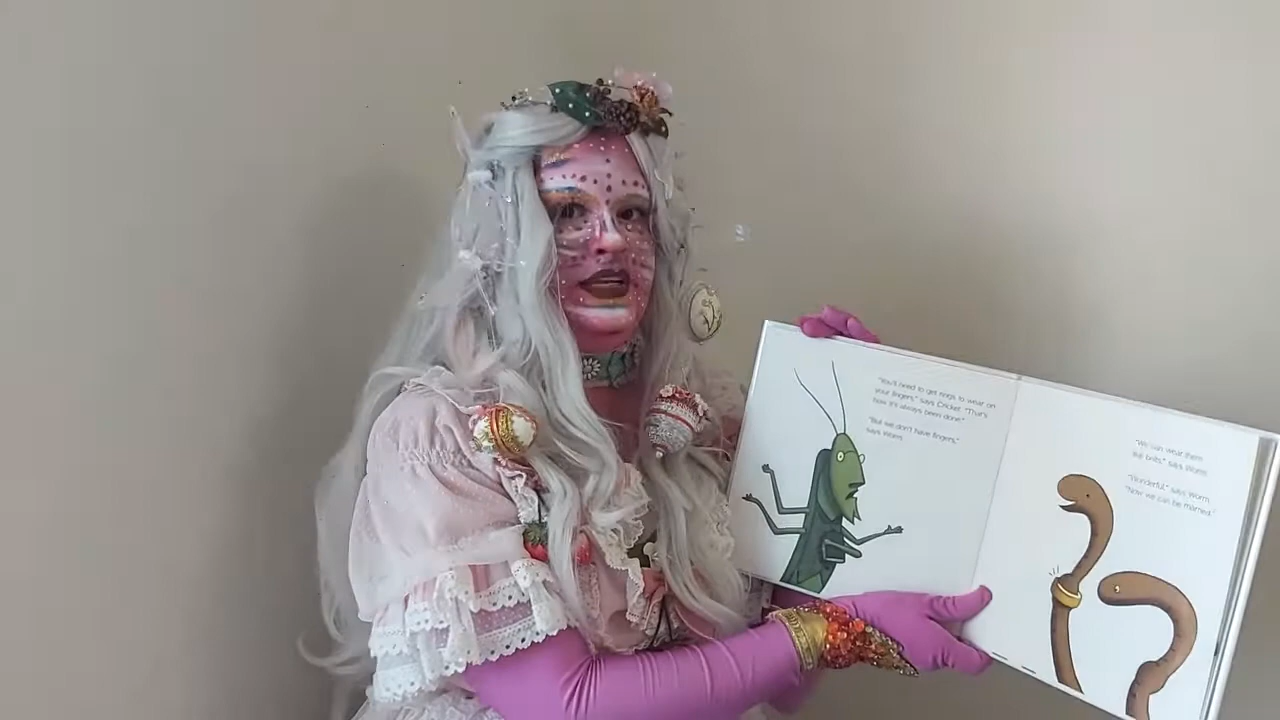 "You'll need to get rings to wear on
your fingers," says Cricket. "That's
how it's always been done."
"But we don't have fingers,"
says Worm.
"We can wear them
like belts," says Worm.
"Wonderful," says Worm.
"Now we can be married."